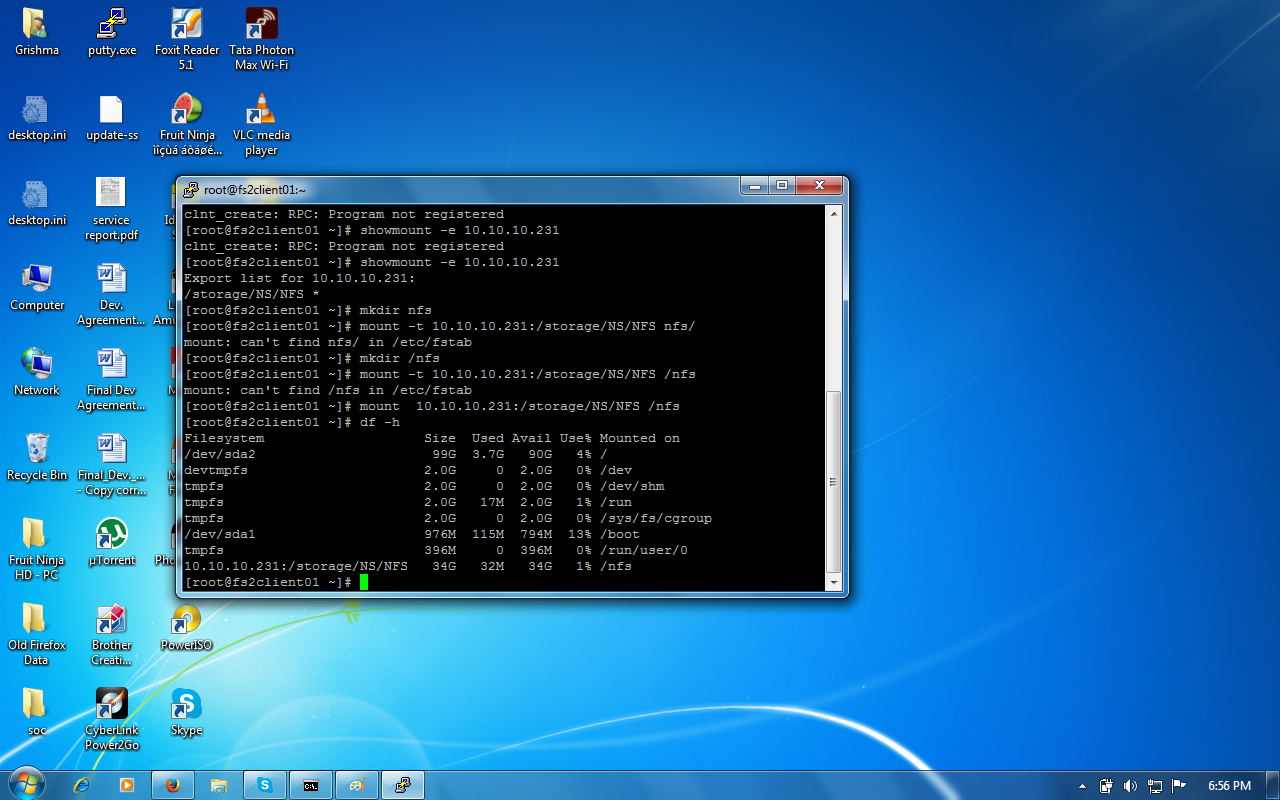 Grishma
putty.exe
Foxit Reader
5.1
Tata Photon
Max Wi-Fi
desktop.ini
update-ss
Fruit Ninja
ìîçùá áòáøé...
VLC media
player
desktop.ini
service
report.pdf
Computer
Dev.
Agreement...
Network
Final Dev
Agreement...
Recycle Bin
Final_Dev._...
- Copy corr...
Fruit Ninja
HD - PC
µTorrent
Old Firefox
Data
Brother
Creati...
PowerISO
soc
CyberLink
Power2Go
Skype
root@fs2client01:~
clnt_create: RPC: Program not registered
[root@fs2client01 ~]# showmount -e 10.10.10.231
clnt_create: RPC: Program not registered
[root@fs2client01 ~]# showmount -e 10.10.10.231
Export list for 10.10.10.231:
/storage/NS/NFS *
[root@fs2client01 ~]# mkdir nfs
[root@fs2client01 ~]# mount -t 10.10.10.231:/storage/NS/NFS nfs/
mount: can't find nfs/ in /etc/fstab
[root@fs2client01 ~]# mkdir /nfs
[root@fs2client01 ~]# mount -t 10.10.10.231:/storage/NS/NFS /nfs
mount: can't find /nfs in /etc/fstab
[root@fs2client01 ~]# mount  10.10.10.231:/storage/NS/NFS /nfs
[root@fs2client01 ~]# df -h
Filesystem                    Size  Used Avail Use% Mounted on
/dev/sda2                      99G  3.7G   90G   4% /
devtmpfs                      2.0G     0  2.0G   0% /dev
tmpfs                         2.0G     0  2.0G   0% /dev/shm
tmpfs                         2.0G   17M  2.0G   1% /run
tmpfs                         2.0G     0  2.0G   0% /sys/fs/cgroup
/dev/sda1                     976M  115M  794M  13% /boot
tmpfs                         396M     0  396M   0% /run/user/0
10.10.10.231:/storage/NS/NFS   34G   32M   34G   1% /nfs
[root@fs2client01 ~]#
C:\.
6:56 PM